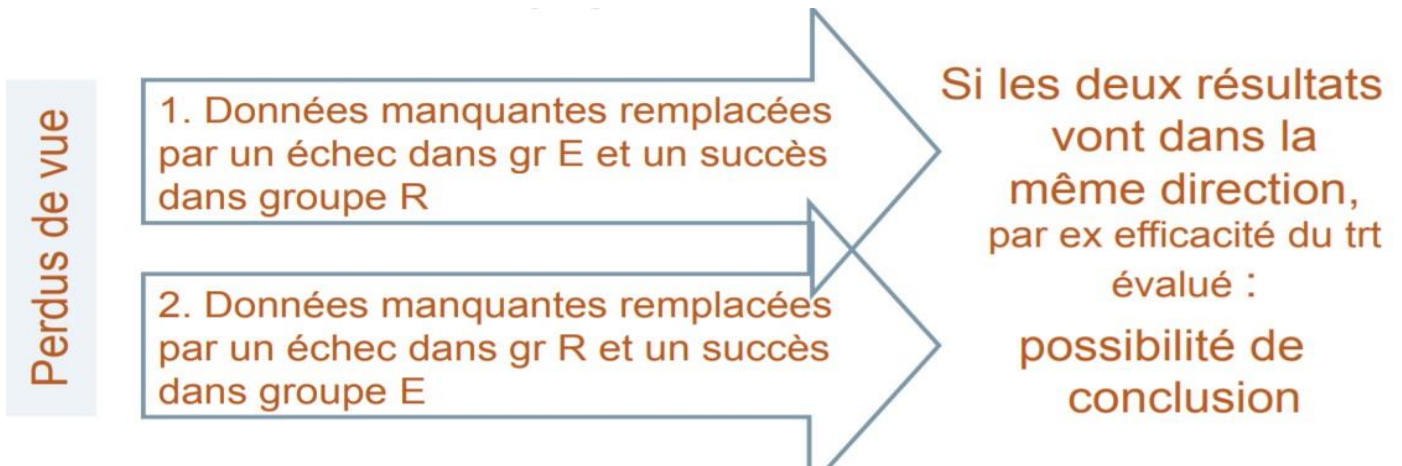 Perdus de vue
1. Données manquantes remplacées
par un échec dans gr E et un succès
dans groupe R
2. Données manquantes remplacées
par un échec dans gr R et un succès
dans groupe E
Si les deux résultats
vont dans la
même direction,
par ex efficacité du trt
évalué :
possibilité de
conclusion